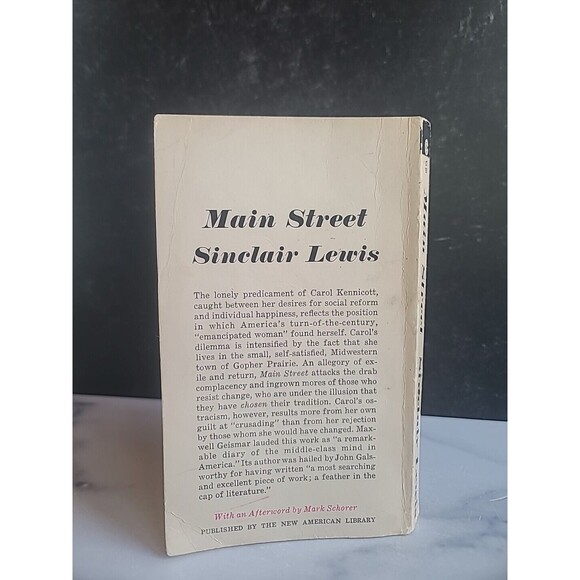 Main Street
Sinclair Lewis
The lonely predicament of Carol Kennicott,
caught between her desires for social reform
and individual happiness, reflects the position
in which America's turn-of-the-century,
"emancipated woman" found herself. Carol's
dilemma is intensified by the fact that she
lives in the small, self-satisfied, Midwestern
town of Gopher Prairie. An allegory of ex-
ile and return, Main Street attacks the drab
complacency and ingrown mores of those who
resist change, who are under the illusion that
they have chosen their tradition. Carol's os-
tracism, however, results more from her own
guilt at "crusading" than from her rejection
by those whom she would have changed. Max-
well Geismar lauded this work as "a remark-
able diary of the middle-class mind in
America." Its author was hailed by John Gals-
worthy for having written "a most searching
and excellent piece of work; a feather in the
cap of literature."
With an Afterword by Mark Schorer
PUBLISHED BY THE NEW AMERICAN LIBRARY